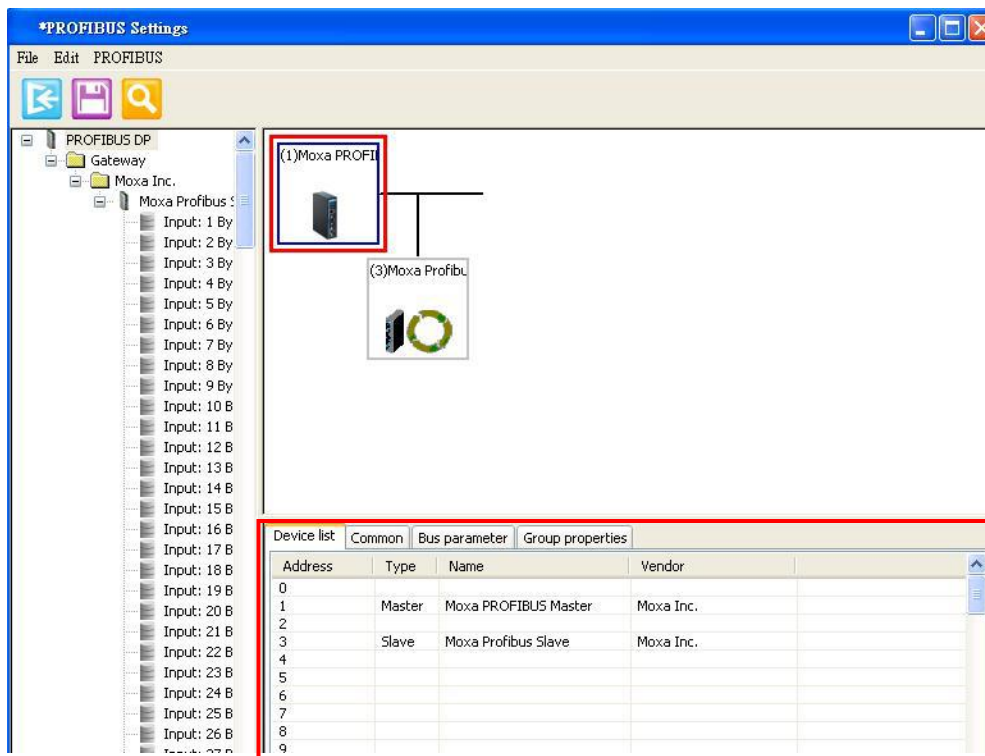 *PROFIBUS Settings
File Edit PROFIBUS
PROFIBUS DP
Gateway
Moxa Inc.
Moxa Profibus S
Input: 1 By
Input: 2 By
Input: 3 By
Input: 4 By
Input: 5 By
Input: 6 By
Input: 7 By
Input: 8 By
Input: 9 By
Input: 10 B
Input: 11 B
Input: 12 B
Input: 13 B
Input: 14 B
Input: 15 B
Input: 16 B
Input: 17 B
Input: 18 B
Input: 19 B
Input: 20 B
Input: 21 B
Input: 22 B
Input: 23 B
Input: 24 B
Input: 25 B
Input: 26 B
Input: 27 B
(1)Moxa PROFI
(3)Moxa Profibu
Device list Common Bus parameter Group properties
Address Type Name Vendor
0
1 Master Moxa PROFIBUS Master Moxa Inc.
2
3 Slave Moxa Profibus Slave Moxa Inc.
4
5
6
7
8
9